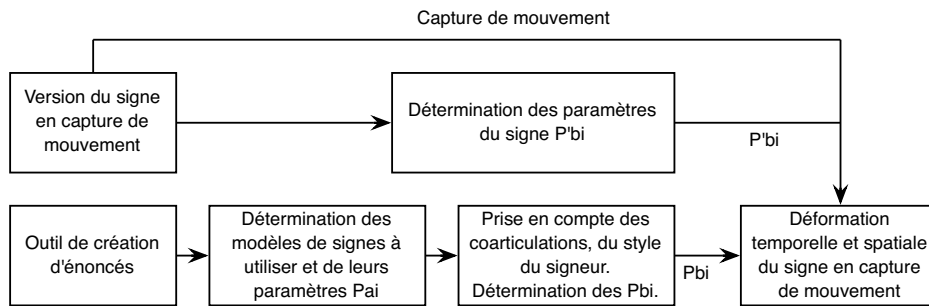 Capture de mouvement
Version du signe
en capture de
mouvement
Détermination des paramètres
du signe P'bi
P'bi
Outil de création
d'énoncés
Détermination des
modèles de signes à
utiliser et de leurs
paramètres Pai
Prise en compte des
coarticulations, du style
du signeur.
Détermination des Pbi.
Pbi
Déformation
temporelle et spatiale
du signe en capture
de mouvement